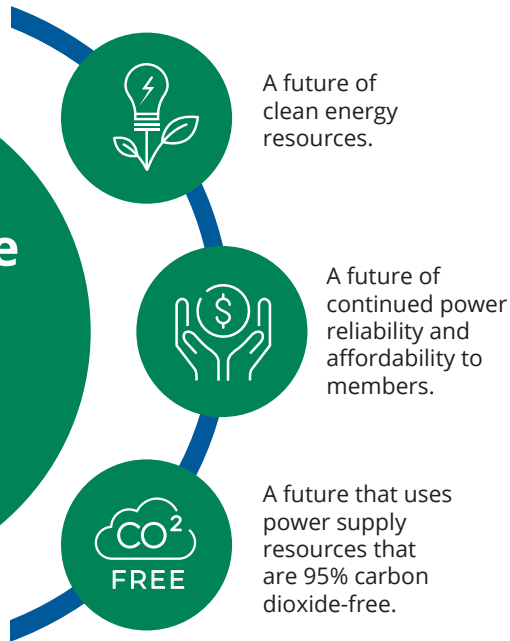 A future of
clean energy
resources.
e
$
A future of
continued power
reliability and
affordability to
members.
CO²
FREE
A future that uses
power supply
resources that
are 95% carbon
dioxide-free.